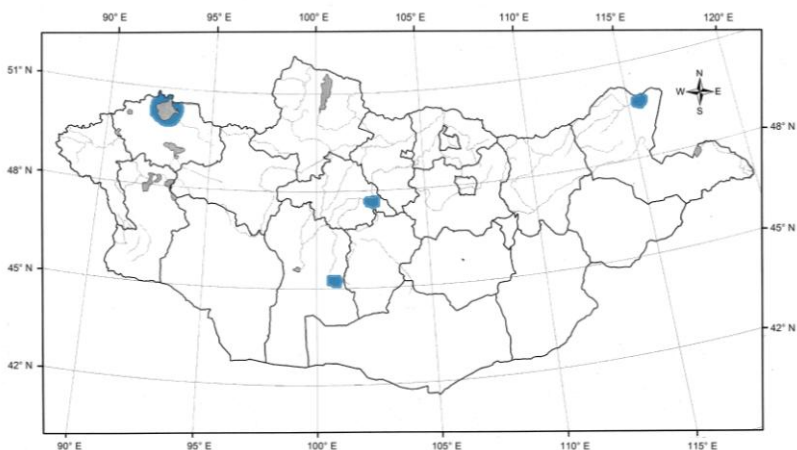 90° E 95° E 100° E 105° E 110° E 115° E 120° E
51° N
N
W E
S
48° N 48° N
45° N 45° N
42° N 42° N
90° E 95° E 100° E 105° E 110° E 115° E